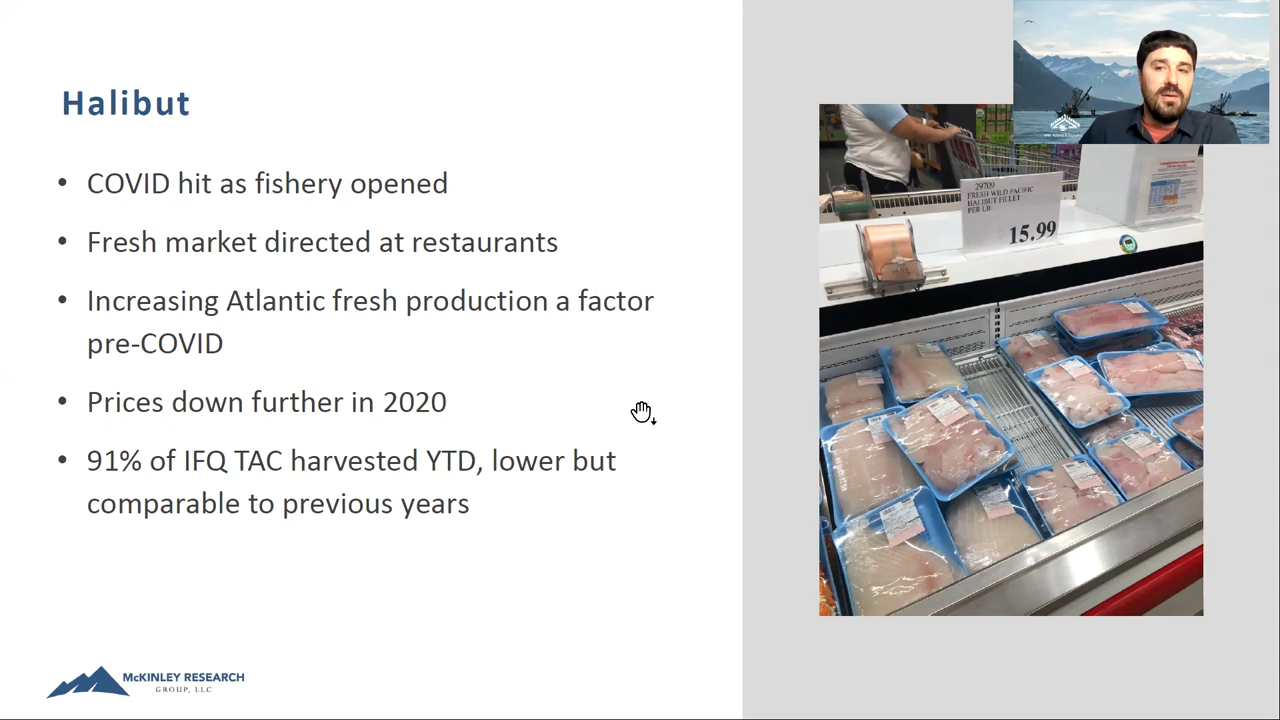 Halibut
• COVID hit as fishery opened
• Fresh market directed at restaurants
• Increasing Atlantic fresh production a factor
pre-COVID
• Prices down further in 2020
• 91% of IFQ TAC harvested YTD, lower but
comparable to previous years
McKINLEY RESEARCH
GROUP, LLC
29709
FRESH WILD PACIFIC
HALIBUT FILLET
PER LB
15.99